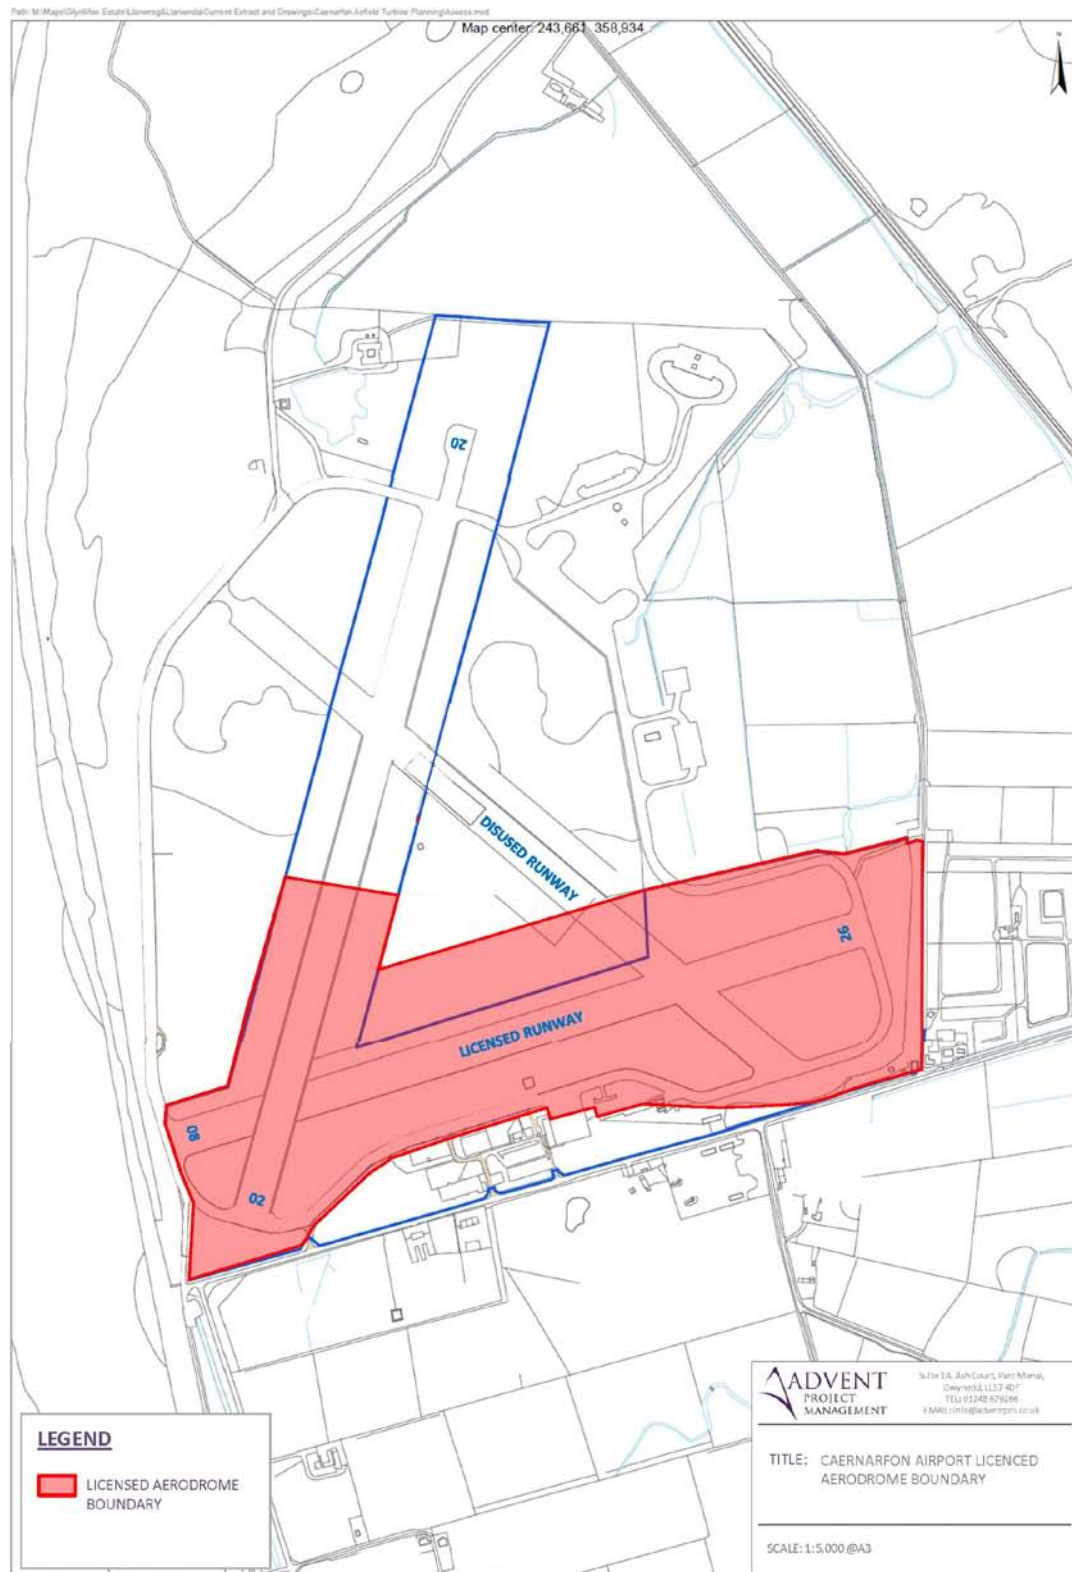 Map center: 243,661 358,934
N
20
DISUSED RUNWAY
26
LICENSED RUNWAY
08
02
LEGEND
LICENSED AERODROME
BOUNDARY
ADVENT
PROJECT
MANAGEMENT
TITLE: CAERNARFON AIRPORT LICENCED
AERODROME BOUNDARY
SCALE: 1:5,000 @A3